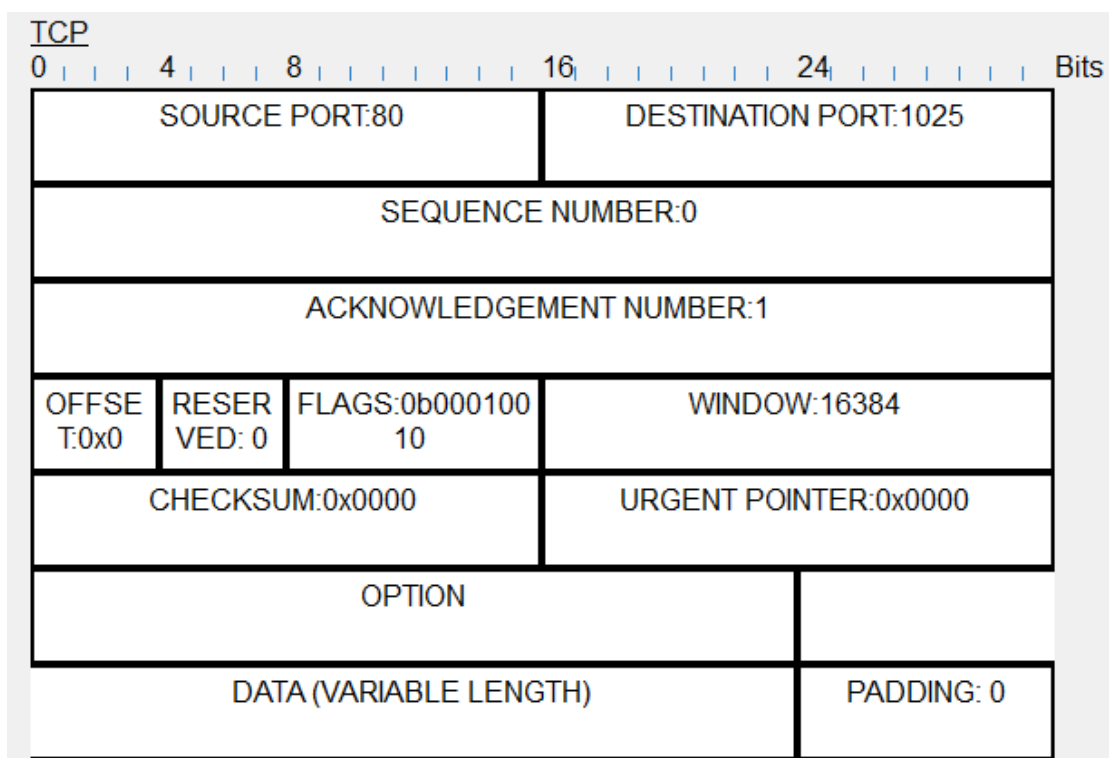 TCP
0 4 8 16 24 Bits
SOURCE PORT:80 DESTINATION PORT:1025
SEQUENCE NUMBER:0
ACKNOWLEDGEMENT NUMBER:1
OFFSE RESER FLAGS:0b000100 WINDOW:16384
T:0x0 VED: 0 10
CHECKSUM:0x0000 URGENT POINTER:0x0000
OPTION
DATA (VARIABLE LENGTH) PADDING: 0